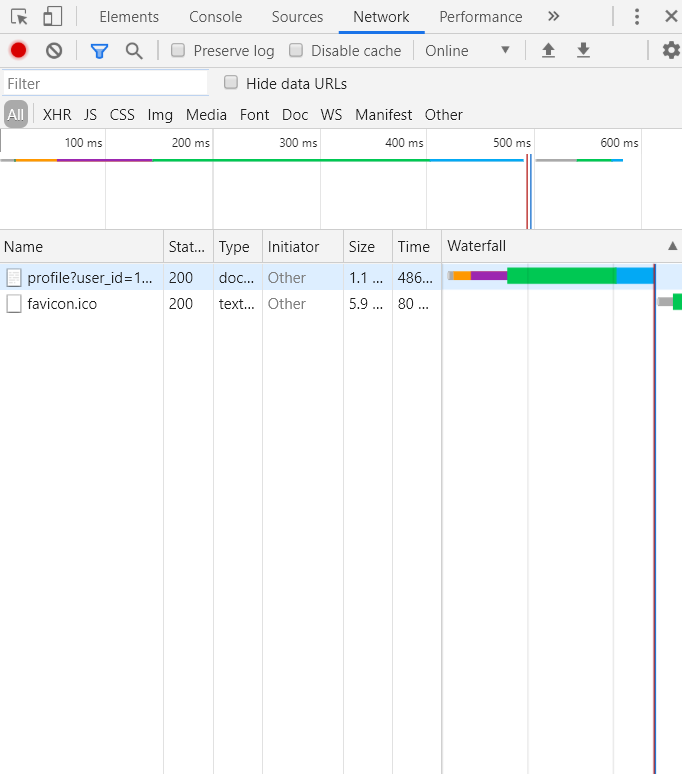 Elements Console Sources Network Performance »
Preserve log Disable cache Online
Filter Hide data URLs
All XHR JS CSS Img Media Font Doc WS Manifest Other
100 ms 200 ms 300 ms 400 ms 500 ms 600 ms
Name Stat... Type Initiator Size Time Waterfall
profile?user_id=1... 200 doc... Other 1.1 ... 486...
favicon.ico 200 text... Other 5.9 ... 80 ...